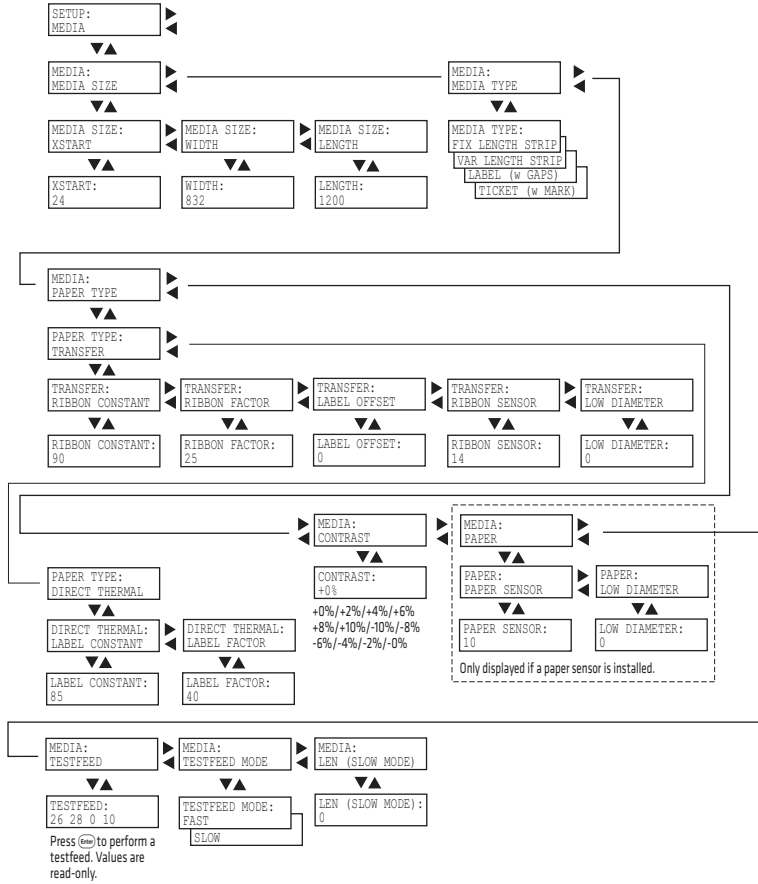 SETUP:
MEDIA
MEDIA:
MEDIA SIZE
MEDIA:
MEDIA TYPE
MEDIA SIZE:
XSTART
MEDIA SIZE:
WIDTH
MEDIA SIZE:
LENGTH
MEDIA TYPE:
FIX LENGTH STRIP
VAR LENGTH STRIP
LABEL (w GAPS)
TICKET (w MARK)
XSTART:
24
WIDTH:
832
LENGTH:
1200
MEDIA:
PAPER TYPE
PAPER TYPE:
TRANSFER
TRANSFER:
RIBBON CONSTANT
TRANSFER:
RIBBON FACTOR
TRANSFER:
LABEL OFFSET
TRANSFER:
RIBBON SENSOR
TRANSFER:
LOW DIAMETER
RIBBON CONSTANT:
90
RIBBON FACTOR:
25
LABEL OFFSET:
0
RIBBON SENSOR:
14
LOW DIAMETER:
0
MEDIA:
CONTRAST
MEDIA:
PAPER
PAPER TYPE:
DIRECT THERMAL
CONTRAST:
+0%
+0%/+2%/+4%/+6%
+8%/+10%/-10%/-8%
-6%/-4%/-2%/-0%
PAPER:
PAPER SENSOR
PAPER:
LOW DIAMETER
DIRECT THERMAL:
LABEL CONSTANT
DIRECT THERMAL:
LABEL FACTOR
PAPER SENSOR:
10
LOW DIAMETER:
0
Only displayed if a paper sensor is installed.
LABEL CONSTANT:
85
LABEL FACTOR:
40
MEDIA:
TESTFEED
MEDIA:
TESTFEED MODE
MEDIA:
LEN (SLOW MODE)
TESTFEED:
26 28 0 10
TESTFEED MODE:
FAST
SLOW
LEN (SLOW MODE):
0
Press Enter to perform a
testfeed. Values are
read-only.